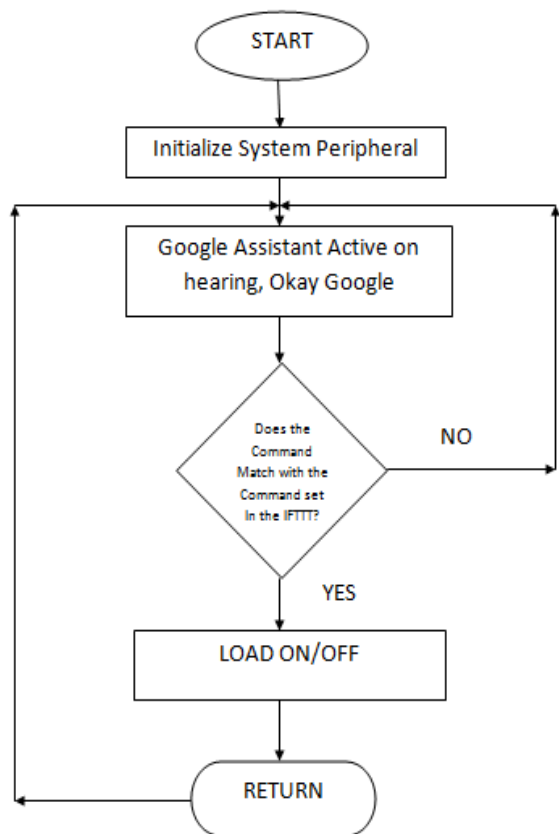 START
Initialize System Peripheral
Google Assistant Active on
hearing, Okay Google
Does the
Command
Match with the
Command set
In the IFTTT?
NO
YES
LOAD ON/OFF
RETURN